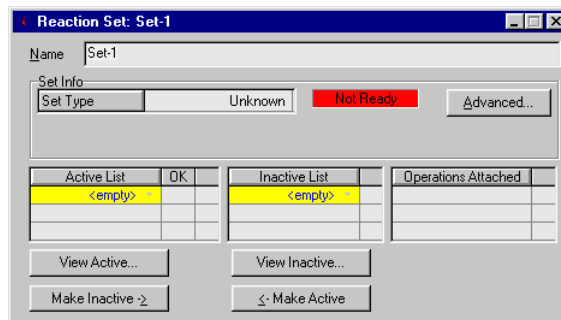 Reaction Set: Set-1
Name Set-1
Set Info
Set Type Unknown Not Ready Advanced...
Active List OK Inactive List Operations Attached
<empty> <empty>
View Active... View Inactive...
Make Inactive -> <- Make Active